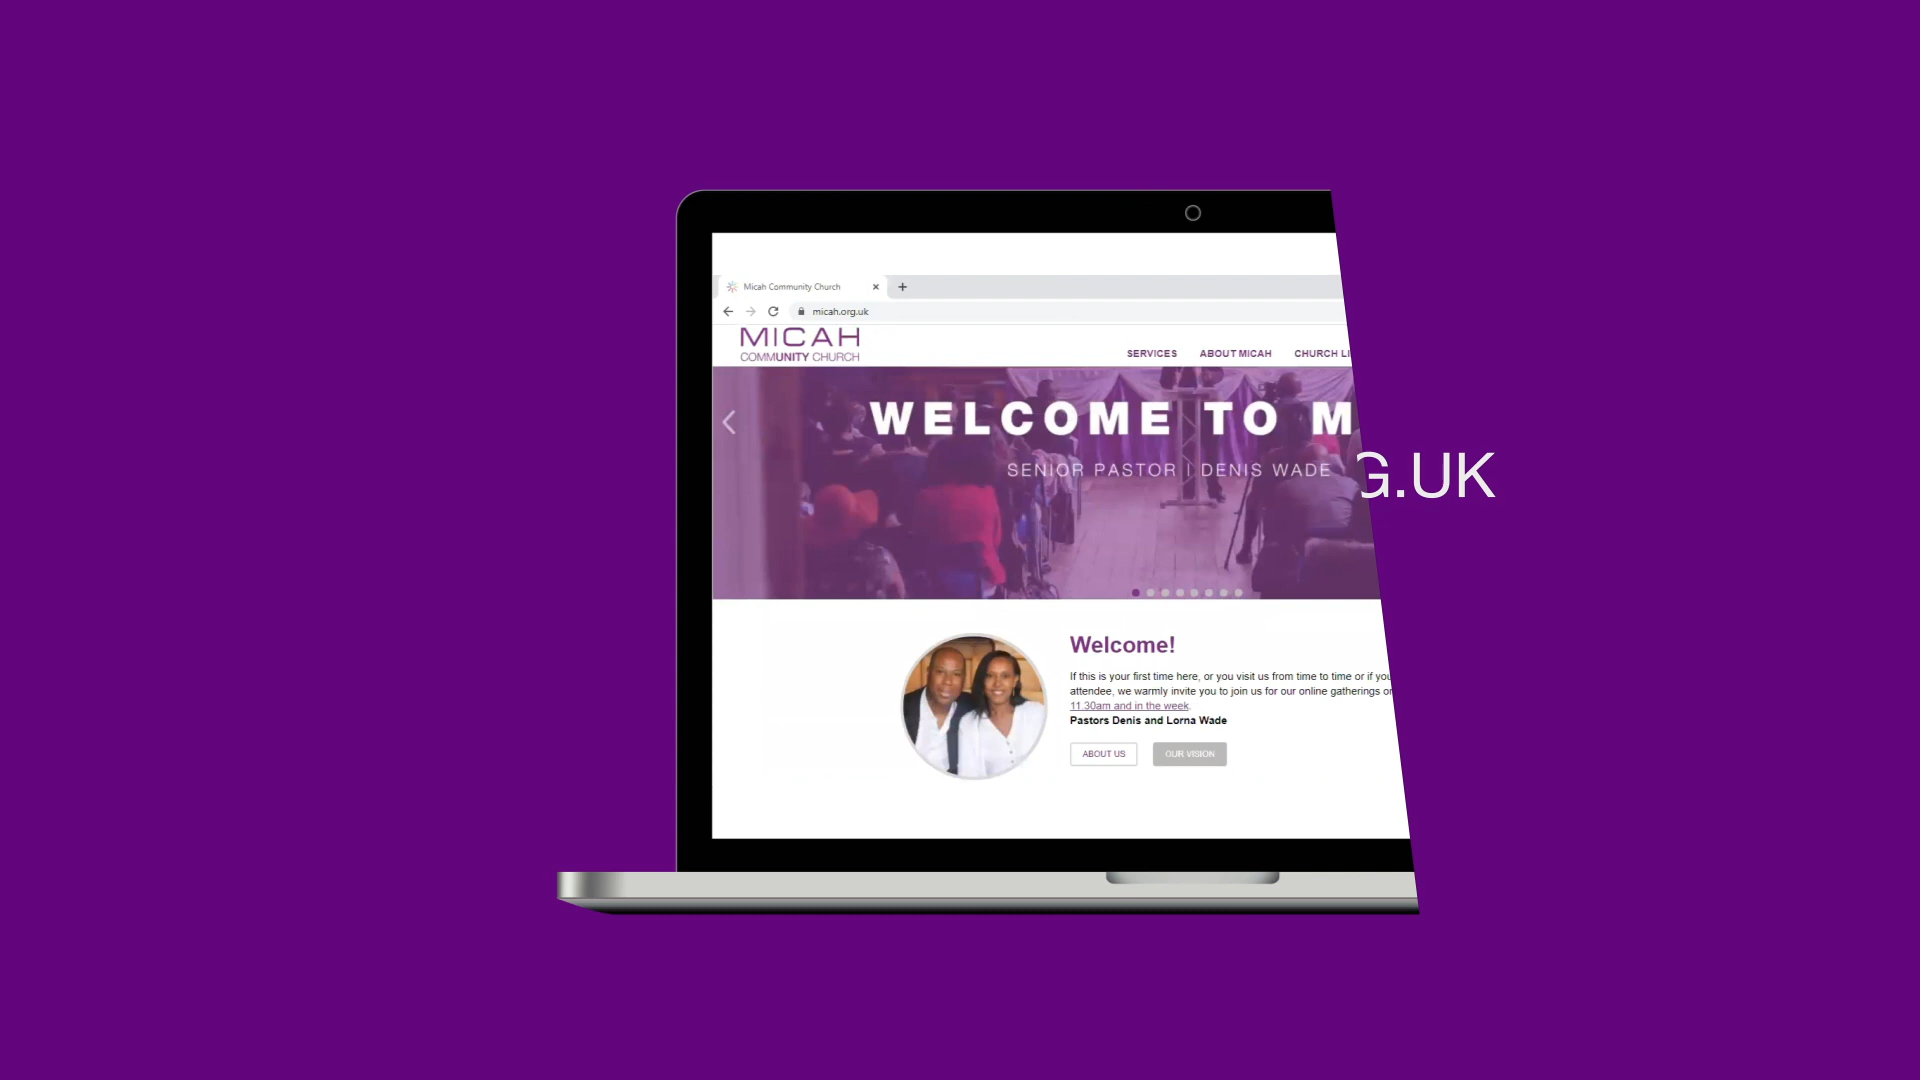 Micah Community Church
micah.org.uk
MICAH
COMMUNITY CHURCH
SERVICES ABOUT MICAH CHURCH LI
WELCOME TO M
SENIOR PASTOR | DENIS WADE
G.UK
Welcome!
If this is your first time here, or you visit us from time to time or if you
attendee, we warmly invite you to join us for our online gatherings on
11.30am and in the week.
Pastors Denis and Lorna Wade
ABOUT US OUR VISION